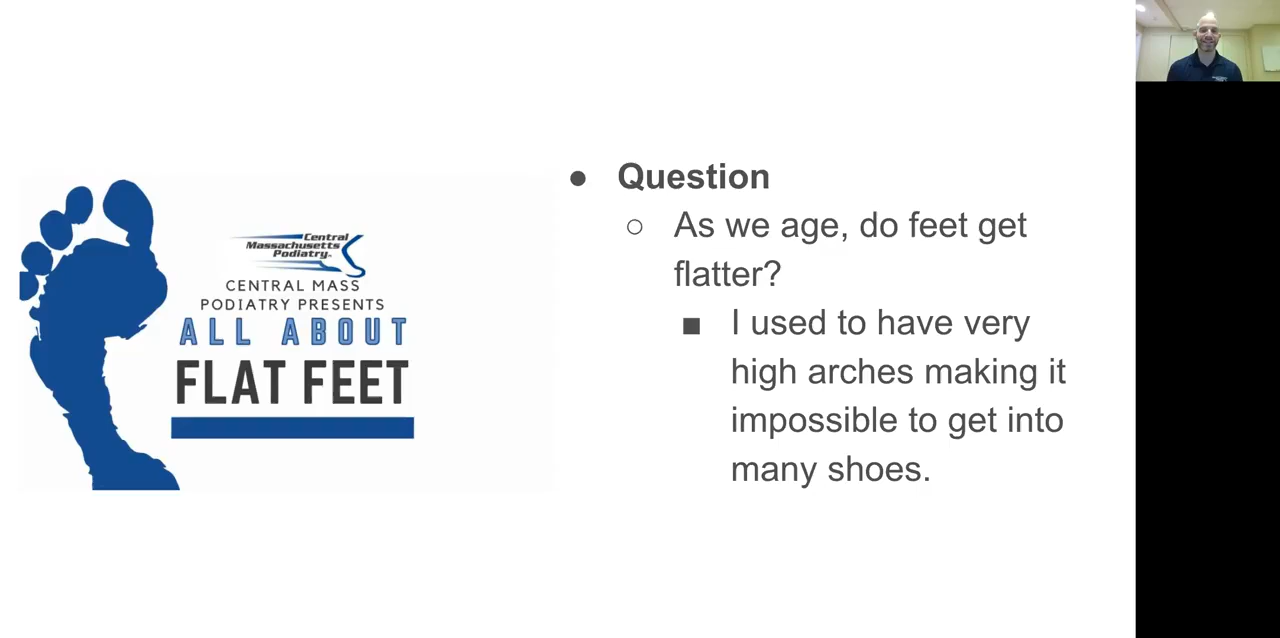 Central
Massachusetts
Podiatry
CENTRAL MASS
PODIATRY PRESENTS
ALL ABOUT
FLAT FEET
● Question
○ As we age, do feet get
flatter?
■ I used to have very
high arches making it
impossible to get into
many shoes.